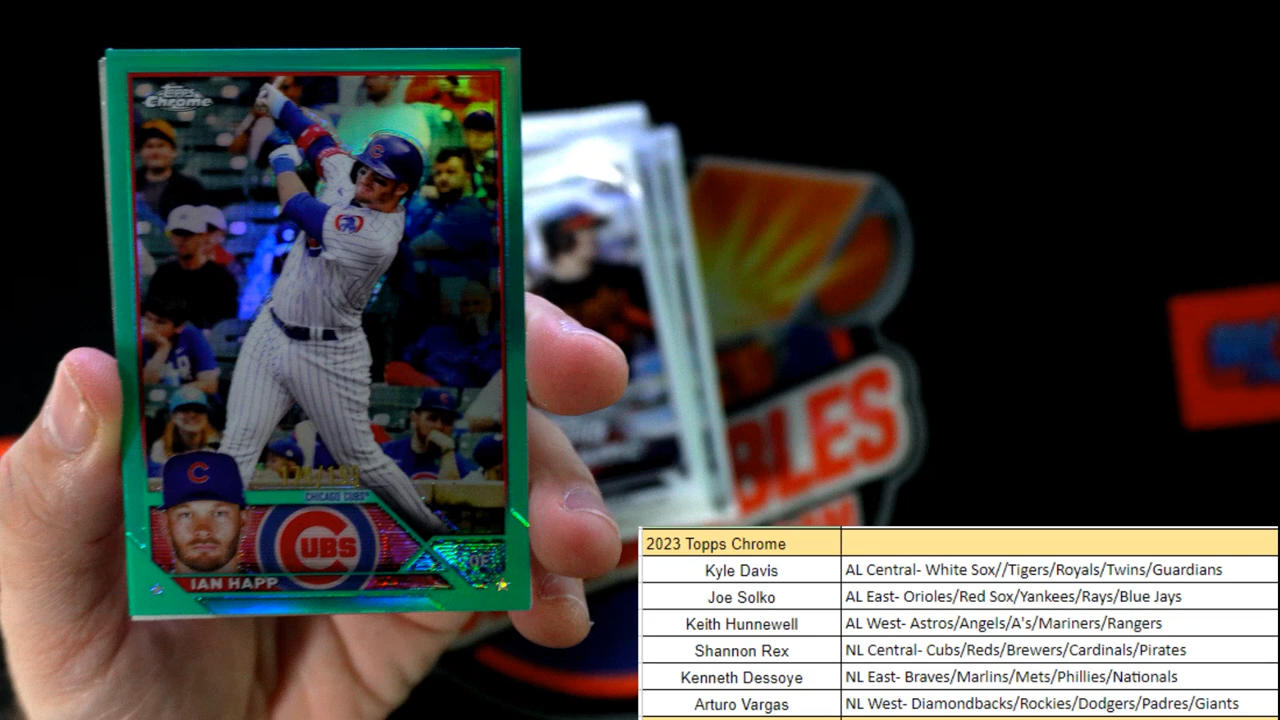 Topps
Chrome
CHICAGO CUBS
CUBS
OF
IAN HAPP
BLES
2023 Topps Chrome
Kyle Davis AL Central- White Sox//Tigers/Royals/Twins/Guardians
Joe Solko AL East- Orioles/Red Sox/Yankees/Rays/Blue Jays
Keith Hunnewell AL West- Astros/Angels/A's/Mariners/Rangers
Shannon Rex NL Central- Cubs/Reds/Brewers/Cardinals/Pirates
Kenneth Dessoye NL East- Braves/Marlins/Mets/Phillies/Nationals
Arturo Vargas NL West- Diamondbacks/Rockies/Dodgers/Padres/Giants